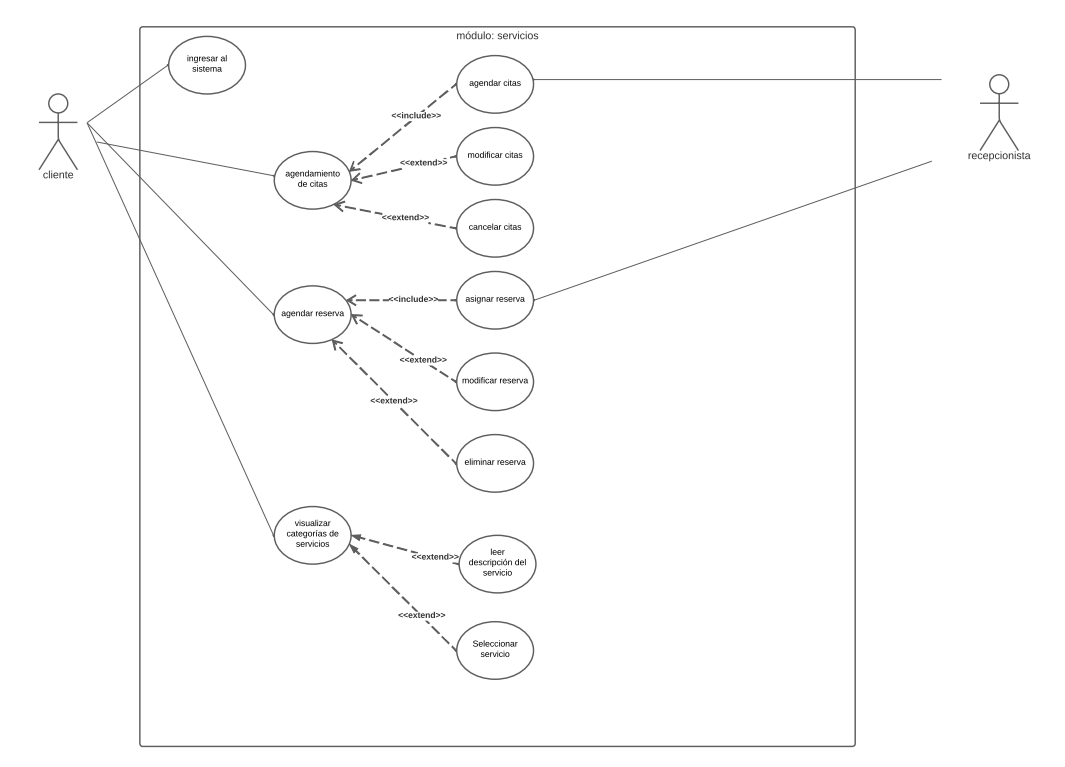 módulo: servicios
ingresar al
sistema
agendar citas
<<include>>
modificar citas
<<extend>>
cliente
recepcionista
agendamiento
de citas
<<extend>>
cancelar citas
<<include>>
asignar reserva
agendar reserva
<<extend>>
modificar reserva
<<extend>>
eliminar reserva
visualizar
categorías de
servicios
<<extend>>
leer
descripción del
servicio
<<extend>>
Seleccionar
servicio